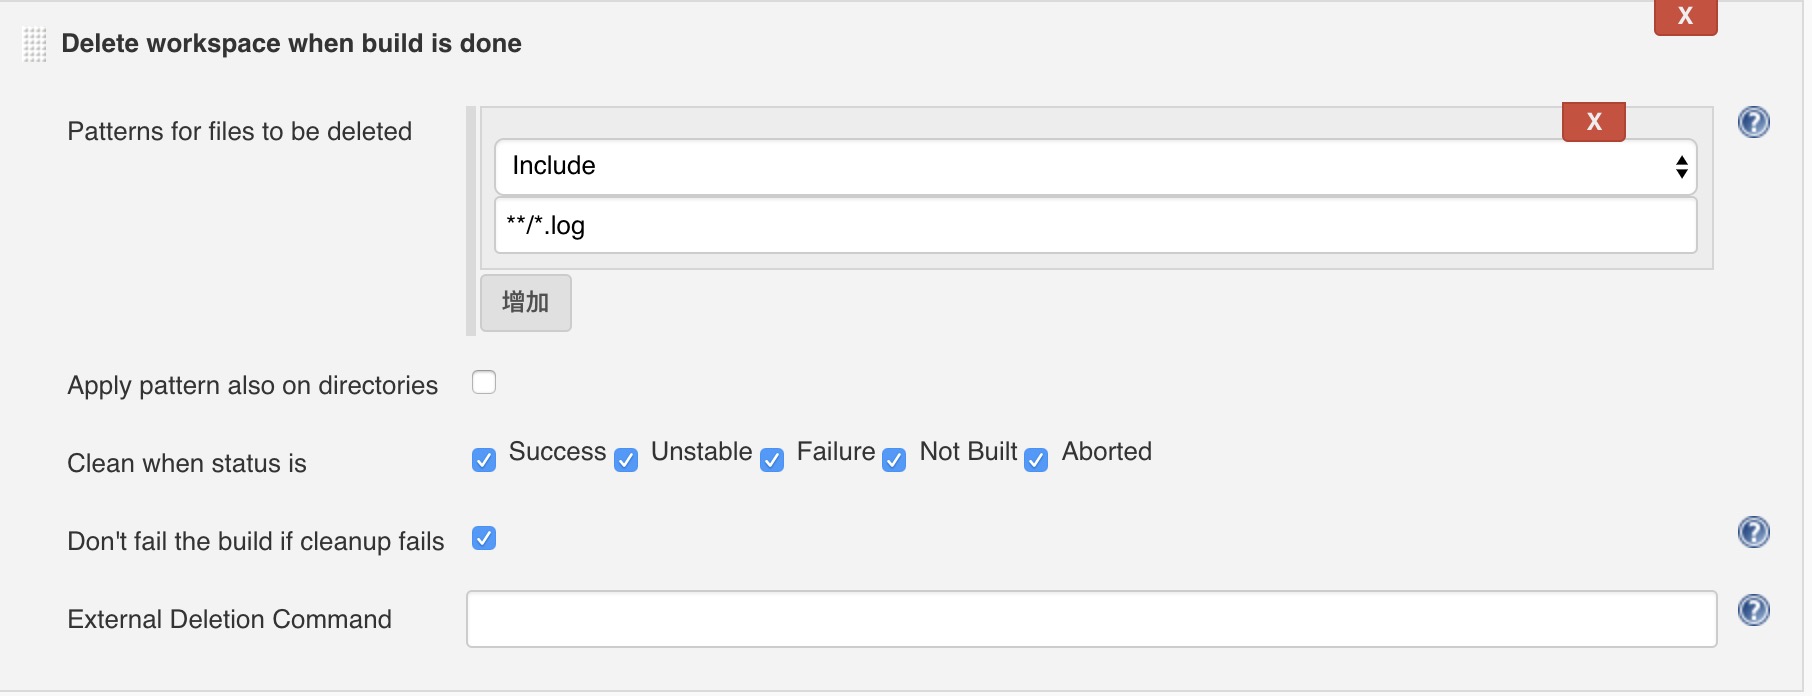 X
Delete workspace when build is done
Patterns for files to be deleted
X
?
Include
**/*.log
增加
Apply pattern also on directories
Clean when status is
Success Unstable Failure Not Built Aborted
Don't fail the build if cleanup fails
?
External Deletion Command
?